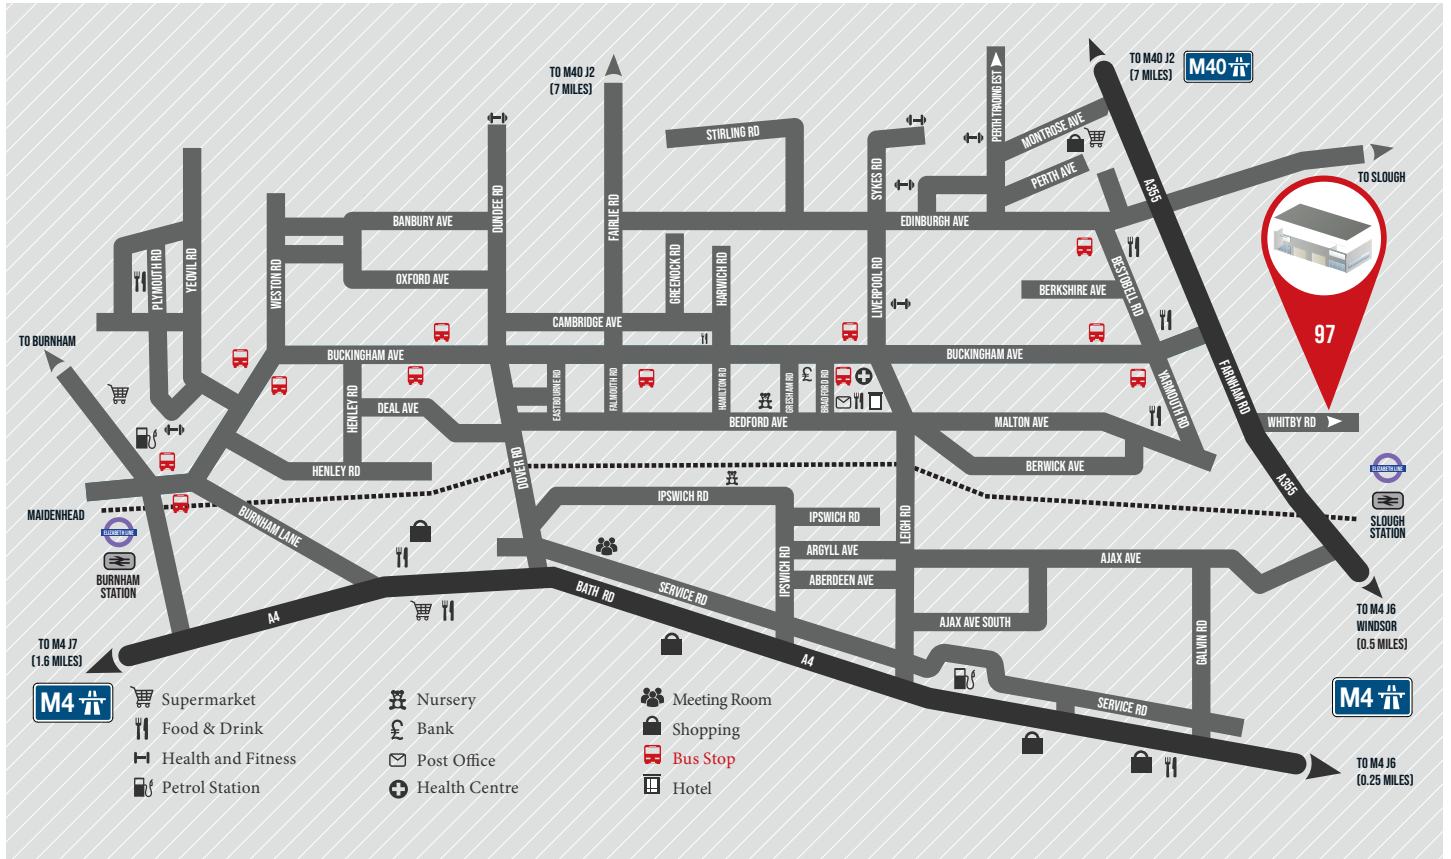 TO M40 J2
(7 MILES)
TO M40 J2
(7 MILES)
M40
PERTH TRADING EST
MONTROSE AVE
STIRLING RD
SYKES RD
PERTH AVE
A355
TO SLOUGH
DUNDEE RD
FAIRLIE RD
BANBURY AVE
EDINBURGH AVE
PLYMOUTH RD
YEOVIL RD
WESTON RD
OXFORD AVE
GREENOCK RD
HARWICH RD
LIVERPOOL RD
BESTOBELL RD
BERKSHIRE AVE
CAMBRIDGE AVE
TO BURNHAM
BUCKINGHAM AVE
BUCKINGHAM AVE
97
FARNHAM RD
YARMOUTH RD
HENLEY RD
DEAL AVE
EASTBOURNE RD
FALMOUTH RD
HAMILTON RD
GRESHAM RD
BRADFORD RD
BEDFORD AVE
MALTON AVE
WHITBY RD
HENLEY RD
DOVER RD
BERWICK AVE
ELIZABETH LINE
A355
MAIDENHEAD
IPSWICH RD
IPSWICH RD
LEIGH RD
SLOUGH
STATION
ELIZABETH LINE
BURNHAM
STATION
BURNHAM LANE
ARGYLL AVE
AJAX AVE
IPSWICH RD
ABERDEEN AVE
BATH RD
SERVICE RD
A4
AJAX AVE SOUTH
GALVIN RD
TO M4 J6
WINDSOR
(0.5 MILES)
TO M4 J7
(1.6 MILES)
A4
M4
M4
SERVICE RD
TO M4 J6
(0.25 MILES)
Supermarket
Food & Drink
Health and Fitness
Petrol Station
Nursery
Bank
Post Office
Health Centre
Meeting Room
Shopping
Bus Stop
Hotel